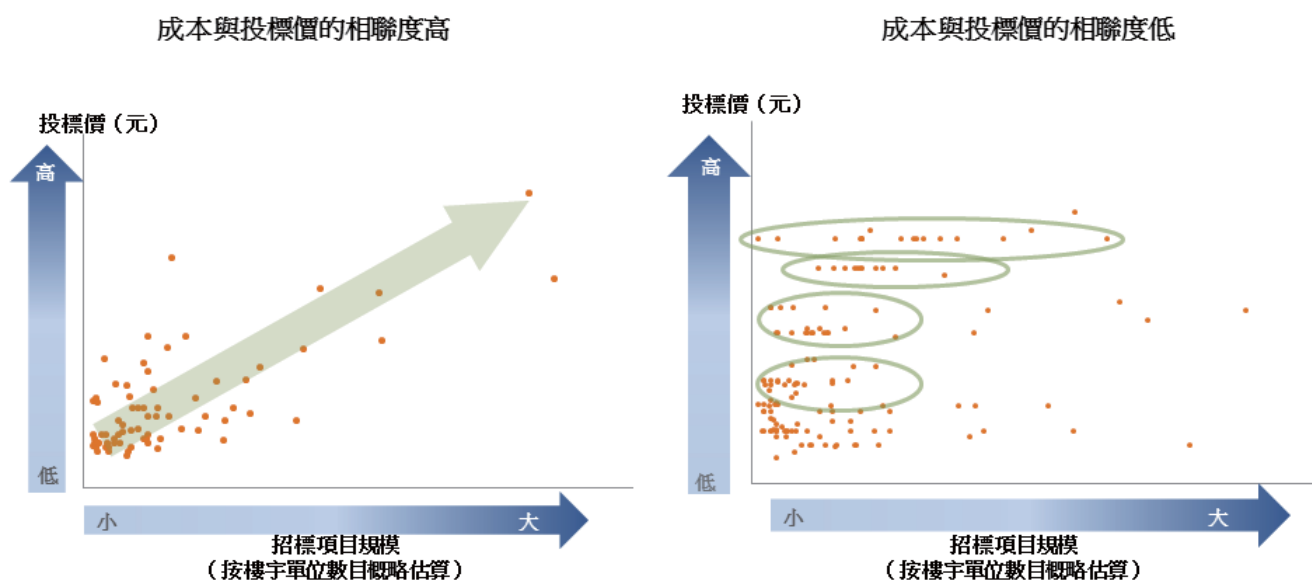 成本與投標價的相聯度高
投標價（元）
高
低
小
大
招標項目規模
（按樓宇單位數目概略估算）
成本與投標價的相聯度低
投標價（元）
高
低
小
大
招標項目規模
（按樓宇單位數目概略估算）